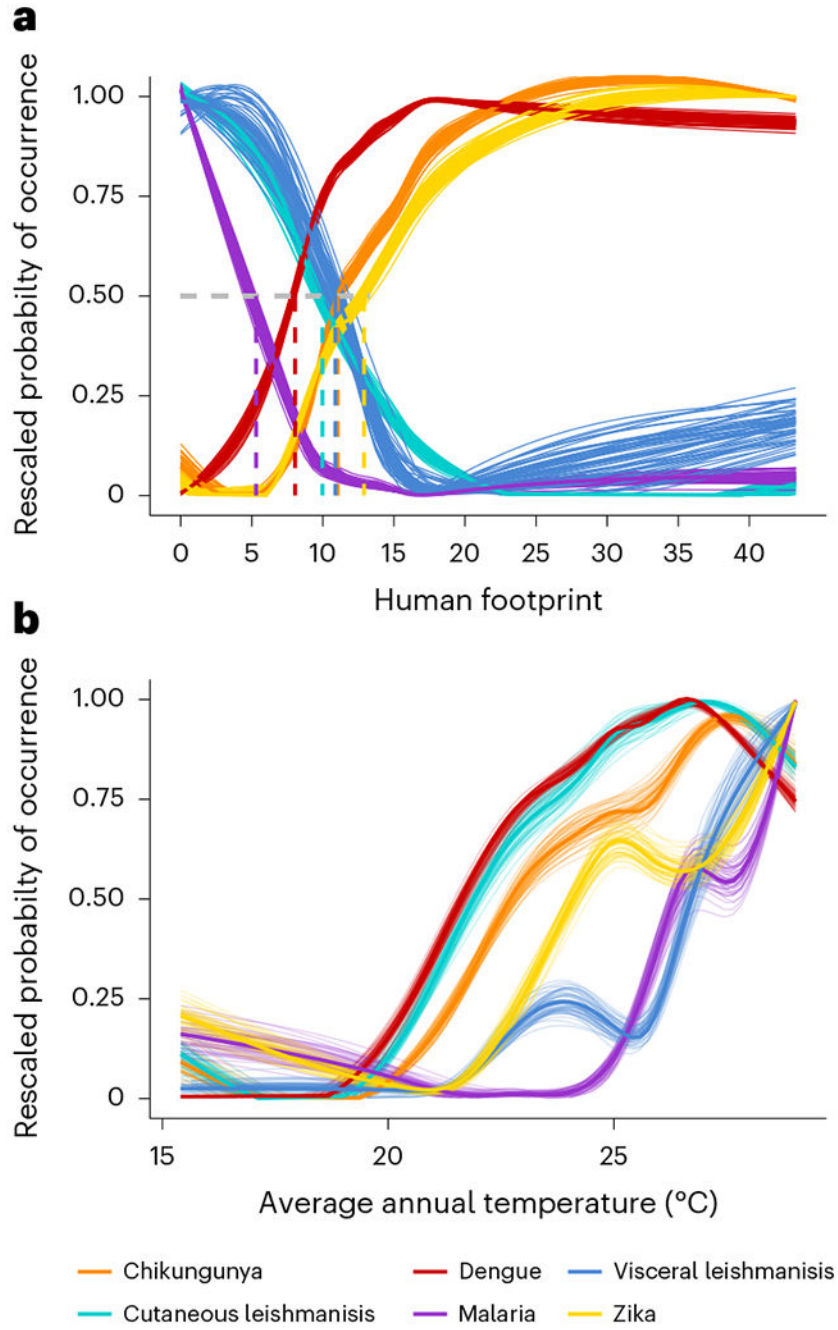 a
Rescaled probabilty of occurrence
1.00
0.75
0.50
0.25
0
0 5 10 15 20 25 30 35 40
Human footprint
b
Rescaled probabilty of occurrence
1.00
0.75
0.50
0.25
0
15 20 25
Average annual temperature (°C)
Chikungunya Dengue Visceral leishmanisis
Cutaneous leishmanisis Malaria Zika